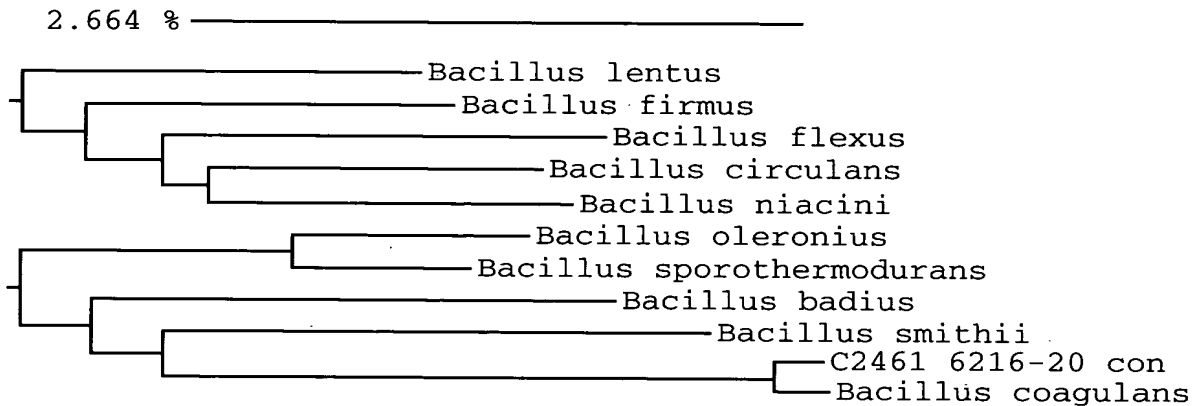 2.664 %
Bacillus lentus
Bacillus firmus
Bacillus flexus
Bacillus circulans
Bacillus niacini
Bacillus oleronius
Bacillus sporothermodurans
Bacillus badius
Bacillus smithii
C2461 6216-20 con
Bacillus coagulans